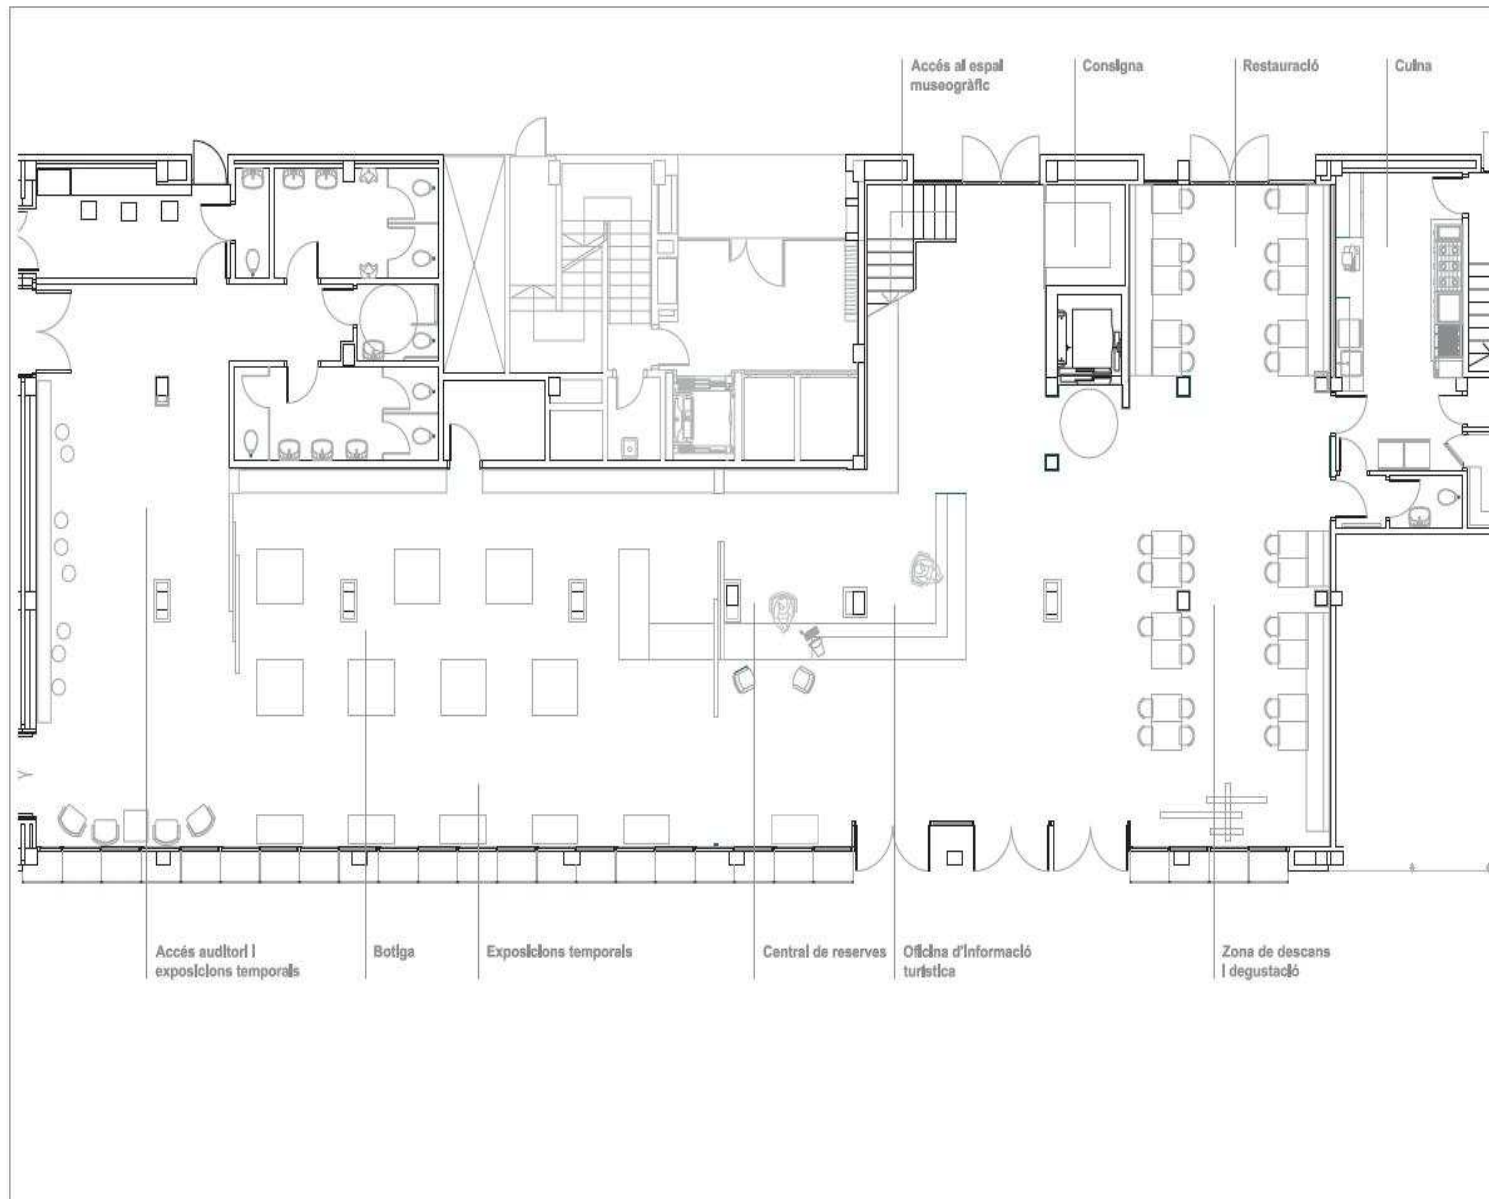 Accés al espai
museogràfic
Consigna
Restauració
Cuina
Accés auditori i
exposicions temporals
Botiga
Exposicions temporals
Central de reserves
Oficina d'informació
turística
Zona de descans
i degustació